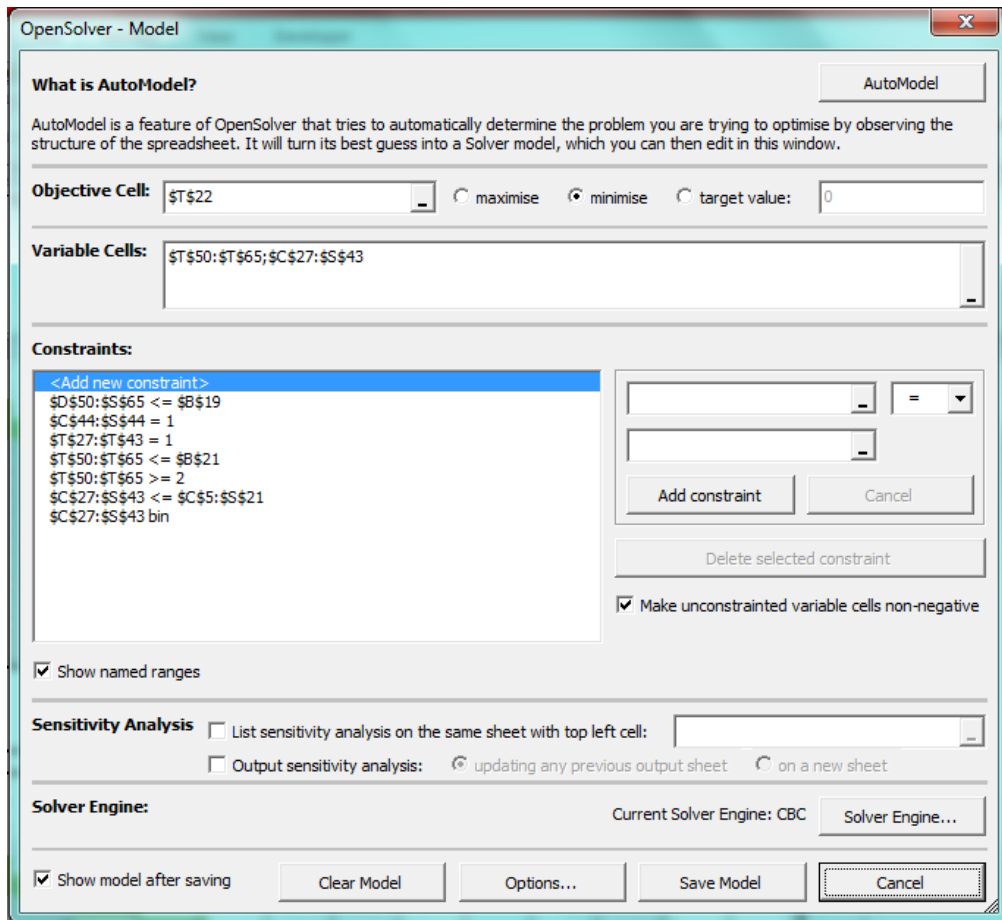 OpenSolver - Model
What is AutoModel?
AutoModel
AutoModel is a feature of OpenSolver that tries to automatically determine the problem you are trying to optimise by observing the
structure of the spreadsheet. It will turn its best guess into a Solver model, which you can then edit in this window.
Objective Cell: $T$22 _ maximise minimise target value: 0
Variable Cells: $T$50:$T$65;$C$27:$S$43 _
Constraints:
<Add new constraint>
$D$50:$S$65 <= $B$19
$C$44:$S$44 = 1
$T$27:$T$43 = 1
$T$50:$T$65 <= $B$21
$T$50:$T$65 >= 2
$C$27:$S$43 <= $C$5:$S$21
$C$27:$S$43 bin
_ =
_
Add constraint Cancel
Delete selected constraint
Make unconstrainted variable cells non-negative
Show named ranges
Sensitivity Analysis List sensitivity analysis on the same sheet with top left cell: _
Output sensitivity analysis: updating any previous output sheet on a new sheet
Solver Engine: Current Solver Engine: CBC Solver Engine...
Show model after saving Clear Model Options... Save Model Cancel